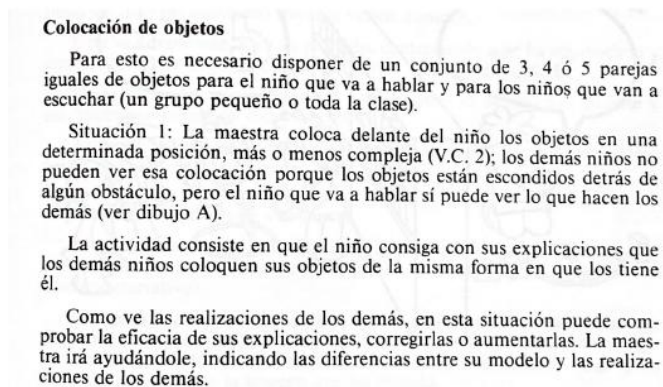 Colocación de objetos
Para esto es necesario disponer de un conjunto de 3, 4 ó 5 parejas
iguales de objetos para el niño que va a hablar y para los niños que van a
escuchar (un grupo pequeño o toda la clase).
Situación 1: La maestra coloca delante del niño los objetos en una
determinada posición, más o menos compleja (V.C. 2); los demás niños no
pueden ver esa colocación porque los objetos están escondidos detrás de
algún obstáculo, pero el niño que va a hablar sí puede ver lo que hacen los
demás (ver dibujo A).
La actividad consiste en que el niño consiga con sus explicaciones que
los demás niños coloquen sus objetos de la misma forma en que los tiene
él.
Como ve las realizaciones de los demás, en esta situación puede com-
probar la eficacia de sus explicaciones, corregirlas o aumentarlas. La maes-
tra irá ayudándole, indicando las diferencias entre su modelo y las realiza-
ciones de los demás.